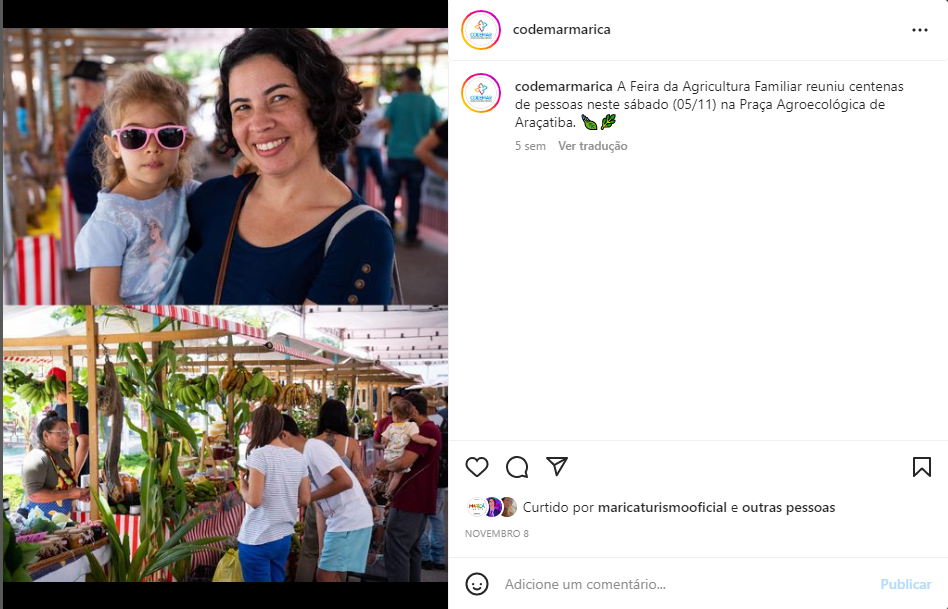 codemarmarica
codemarmarica A Feira da Agricultura Familiar reuniu centenas
de pessoas neste sábado (05/11) na Praça Agroecológica de
Araçatiba.
5 sem Ver tradução
Curtido por maricaturismooficial e outras pessoas
NOVEMBRO 8
Adicione um comentário... Publicar